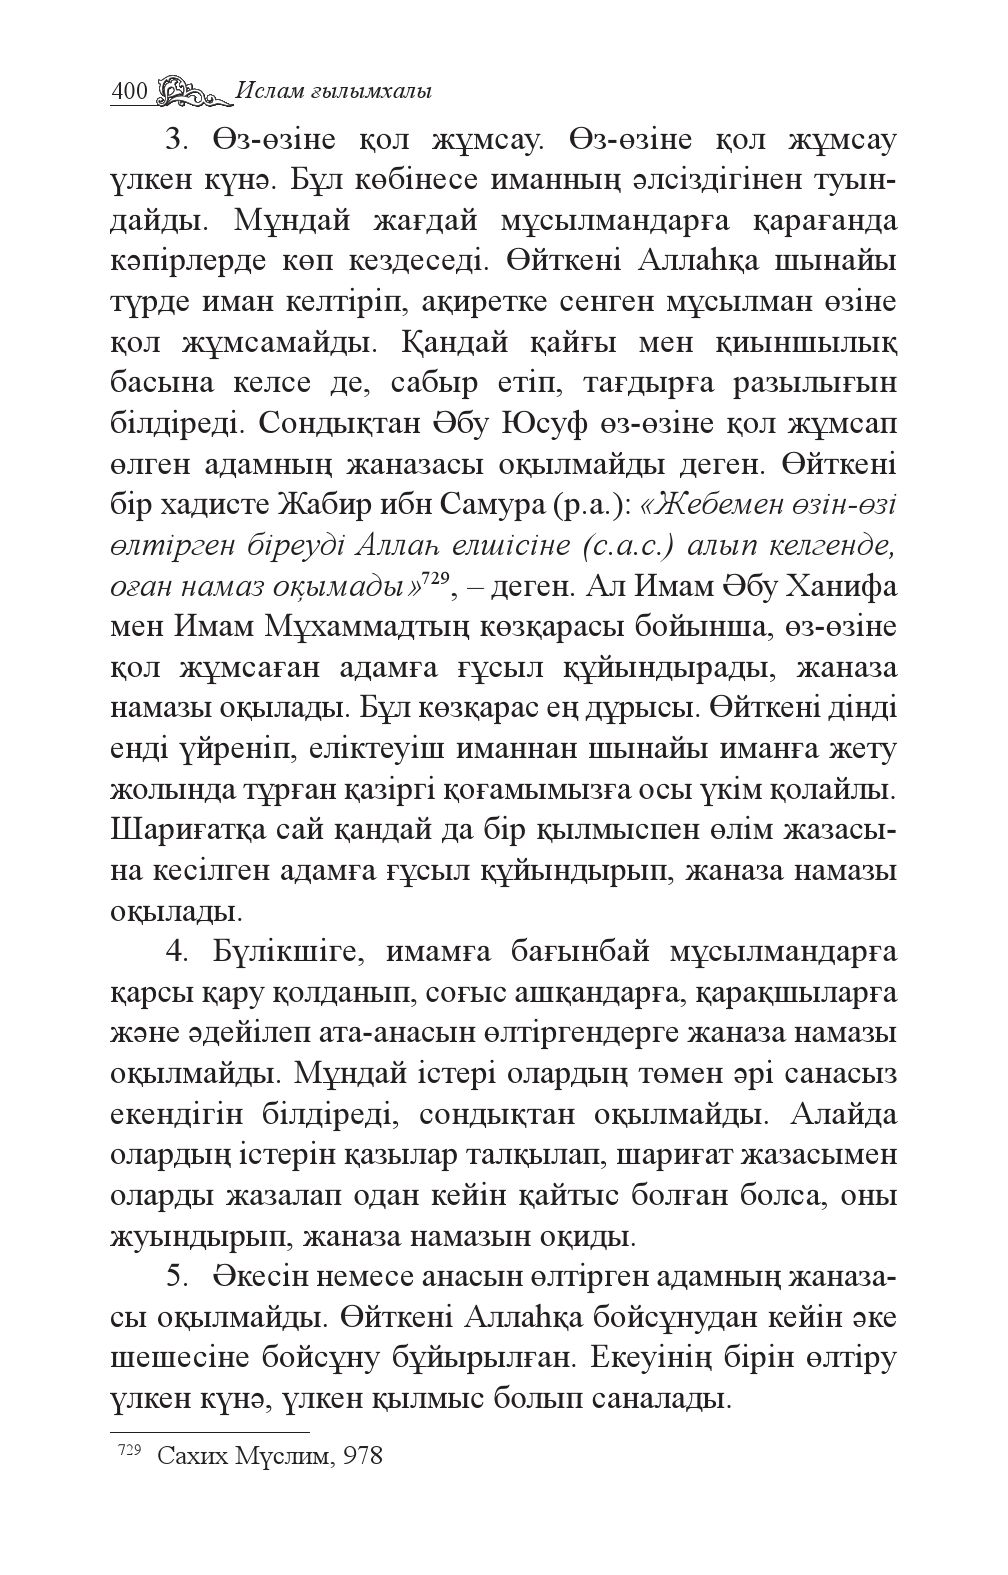 400 Ислам ғылымхалы
3. Өз-өзіне қол жұмсау. Өз-өзіне қол жұмсау
үлкен күнә. Бұл көбінесе иманның әлсіздігінен туын-
дайды. Мұндай жағдай мұсылмандарға қарағанда
кәпірлерде көп кездеседі. Өйткені Аллаһқа шынайы
түрде иман келтіріп, ақиретке сенген мұсылман өзіне
қол жұмсамайды. Қандай қайғы мен қиыншылық
басына келсе де, сабыр етіп, тағдырға разылығын
білдіреді. Сондықтан Әбу Юсуф өз-өзіне қол жұмсап
өлген адамның жаназасы оқылмайды деген. Өйткені
бір хадисте Жабир ибн Самура (р.а.): «Жебемен өзін-өзі
өлтірген біреуді Аллаһ елшісіне (с.а.с.) алып келгенде,
оған намаз оқымады»729, – деген. Ал Имам Әбу Ханифа
мен Имам Мұхаммадтың көзқарасы бойынша, өз-өзіне
қол жұмсаған адамға ғұсыл құйындырады, жаназа
намазы оқылады. Бұл көзқарас ең дұрысы. Өйткені дінді
енді үйреніп, еліктеуіш иманнан шынайы иманға жету
жолында тұрған қазіргі қоғамымызға осы үкім қолайлы.
Шариғатқа сай қандай да бір қылмыспен өлім жазасы-
на кесілген адамға ғұсыл құйындырып, жаназа намазы
оқылады.
4. Бүлікшіге, имамға бағынбай мұсылмандарға
қарсы қару қолданып, соғыс ашқандарға, қарақшыларға
және әдейілеп ата-анасын өлтіргендерге жаназа намазы
оқылмайды. Мұндай істері олардың төмен әрі санасыз
екендігін білдіреді, сондықтан оқылмайды. Алайда
олардың істерін қазылар талқылап, шариғат жазасымен
оларды жазалап одан кейін қайтыс болған болса, оны
жуындырып, жаназа намазын оқиды.
5. Әкесін немесе анасын өлтірген адамның жаназа-
сы оқылмайды. Өйткені Аллаһқа бойсұнудан кейін әке
шешесіне бойсұну бұйырылған. Екеуінің бірін өлтіру
үлкен күнә, үлкен қылмыс болып саналады.
729 Сахих Мүслим, 978